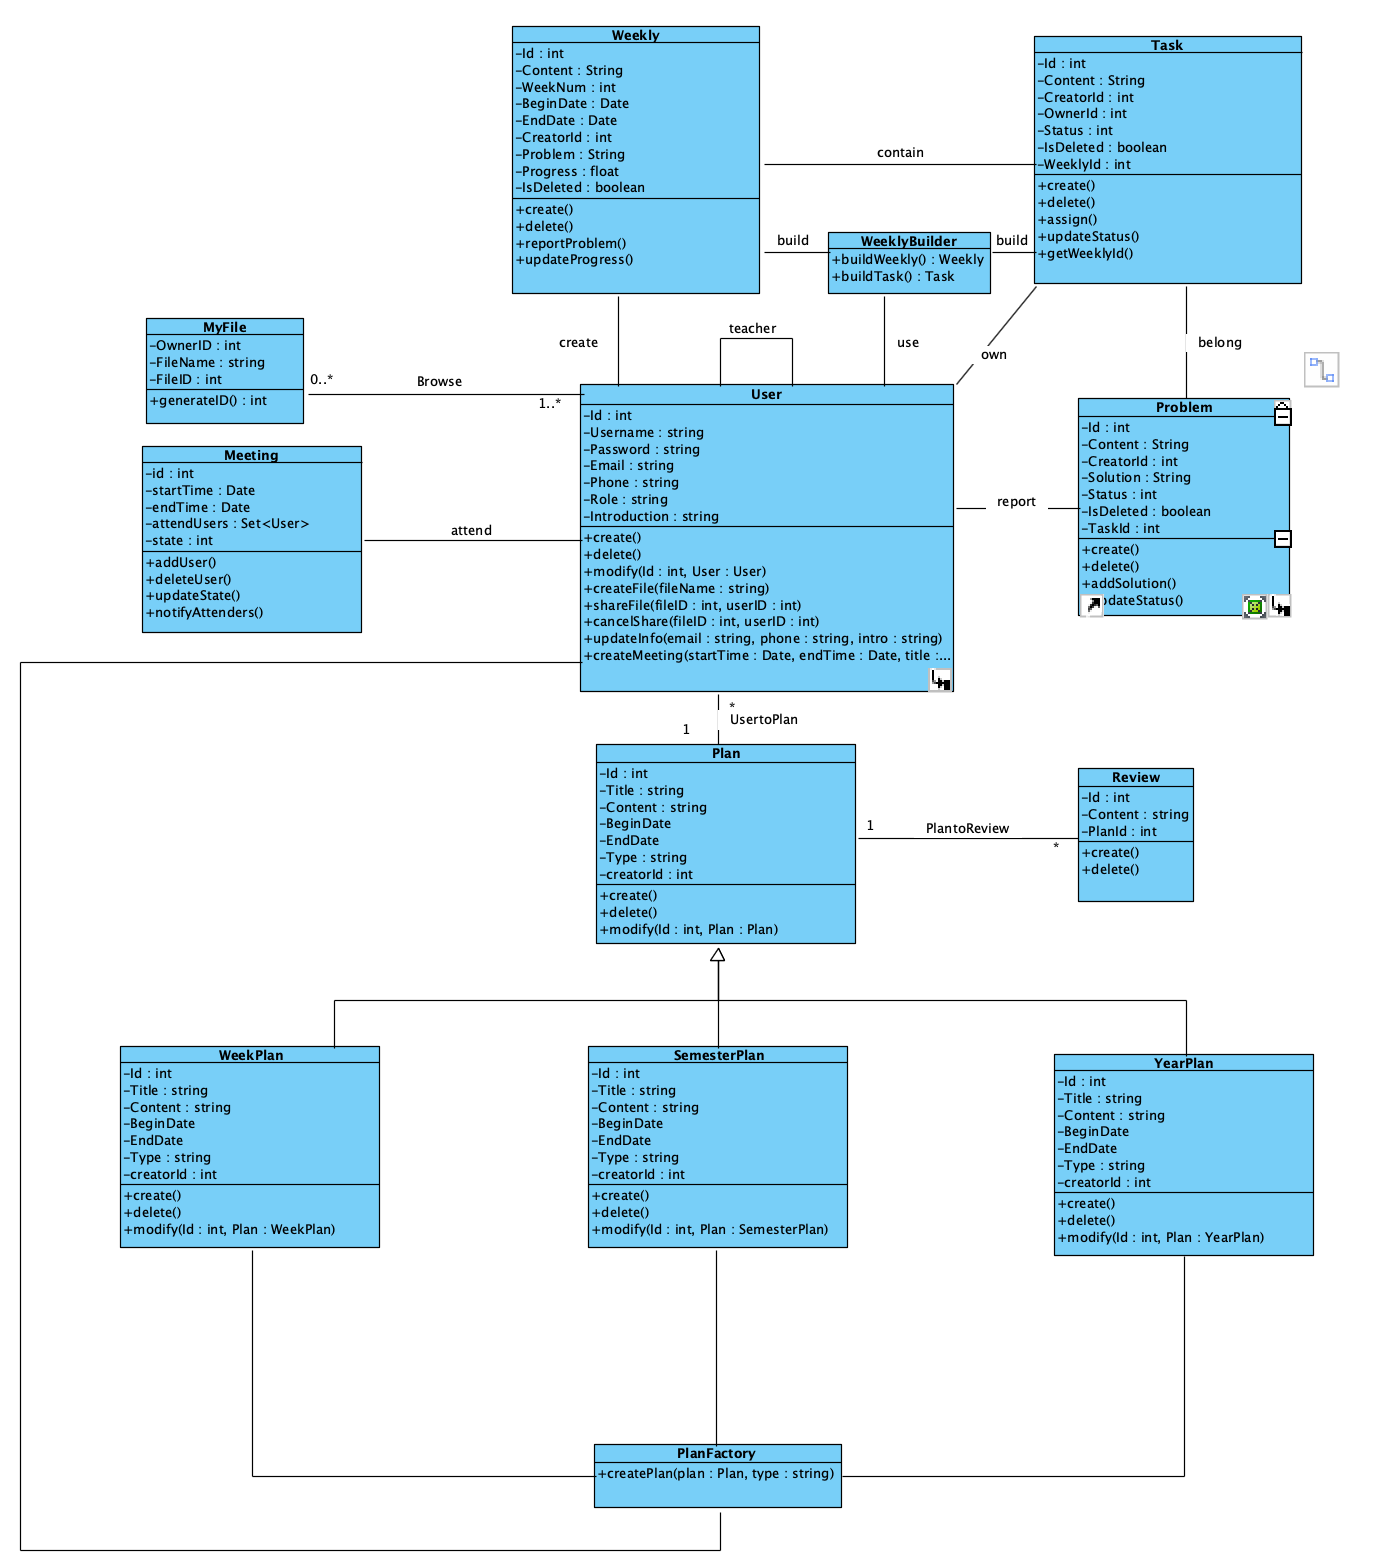 Weekly
-Id : int
-Content : String
-WeekNum : int
-BeginDate : Date
-EndDate : Date
-CreatorId : int
-Problem : String
-Progress : float
-IsDeleted : boolean
+create()
+delete()
+reportProblem()
+updateProgress()
Task
-Id : int
-Content : String
-CreatorId : int
-OwnerId : int
-Status : int
-IsDeleted : boolean
-WeeklyId : int
+create()
+delete()
+assign()
+updateStatus()
+getWeeklyId()
contain
build
WeeklyBuilder
+buildWeekly() : Weekly
+buildTask() : Task
build
create
teacher
use
own
belong
MyFile
-OwnerID : int
-FileName : string
-FileID : int
+generateID() : int
0..*
Browse
1..*
Meeting
-id : int
-startTime : Date
-endTime : Date
-attendUsers : Set<User>
-state : int
+addUser()
+deleteUser()
+updateState()
+notifyAttenders()
attend
User
-Id : int
-Username : string
-Password : string
-Email : string
-Phone : string
-Role : string
-Introduction : string
+create()
+delete()
+modify(Id : int, User : User)
+createFile(fileName : string)
+shareFile(fileID : int, userID : int)
+cancelShare(fileID : int, userID : int)
+updateInfo(email : string, phone : string, intro : string)
+createMeeting(startTime : Date, endTime : Date, title :...
report
Problem
-Id : int
-Content : String
-CreatorId : int
-Solution : String
-Status : int
-IsDeleted : boolean
-TaskId : int
+create()
+delete()
+addSolution()
pdateStatus()
*
UsertoPlan
1
Plan
-Id : int
-Title : string
-Content : string
-BeginDate
-EndDate
-Type : string
-creatorId : int
+create()
+delete()
+modify(Id : int, Plan : Plan)
1
PlantoReview
*
Review
-Id : int
-Content : string
-PlanId : int
+create()
+delete()
WeekPlan
-Id : int
-Title : string
-Content : string
-BeginDate
-EndDate
-Type : string
-creatorId : int
+create()
+delete()
+modify(Id : int, Plan : WeekPlan)
SemesterPlan
-Id : int
-Title : string
-Content : string
-BeginDate
-EndDate
-Type : string
-creatorId : int
+create()
+delete()
+modify(Id : int, Plan : SemesterPlan)
YearPlan
-Id : int
-Title : string
-Content : string
-BeginDate
-EndDate
-Type : string
-creatorId : int
+create()
+delete()
+modify(Id : int, Plan : YearPlan)
PlanFactory
+createPlan(plan : Plan, type : string)